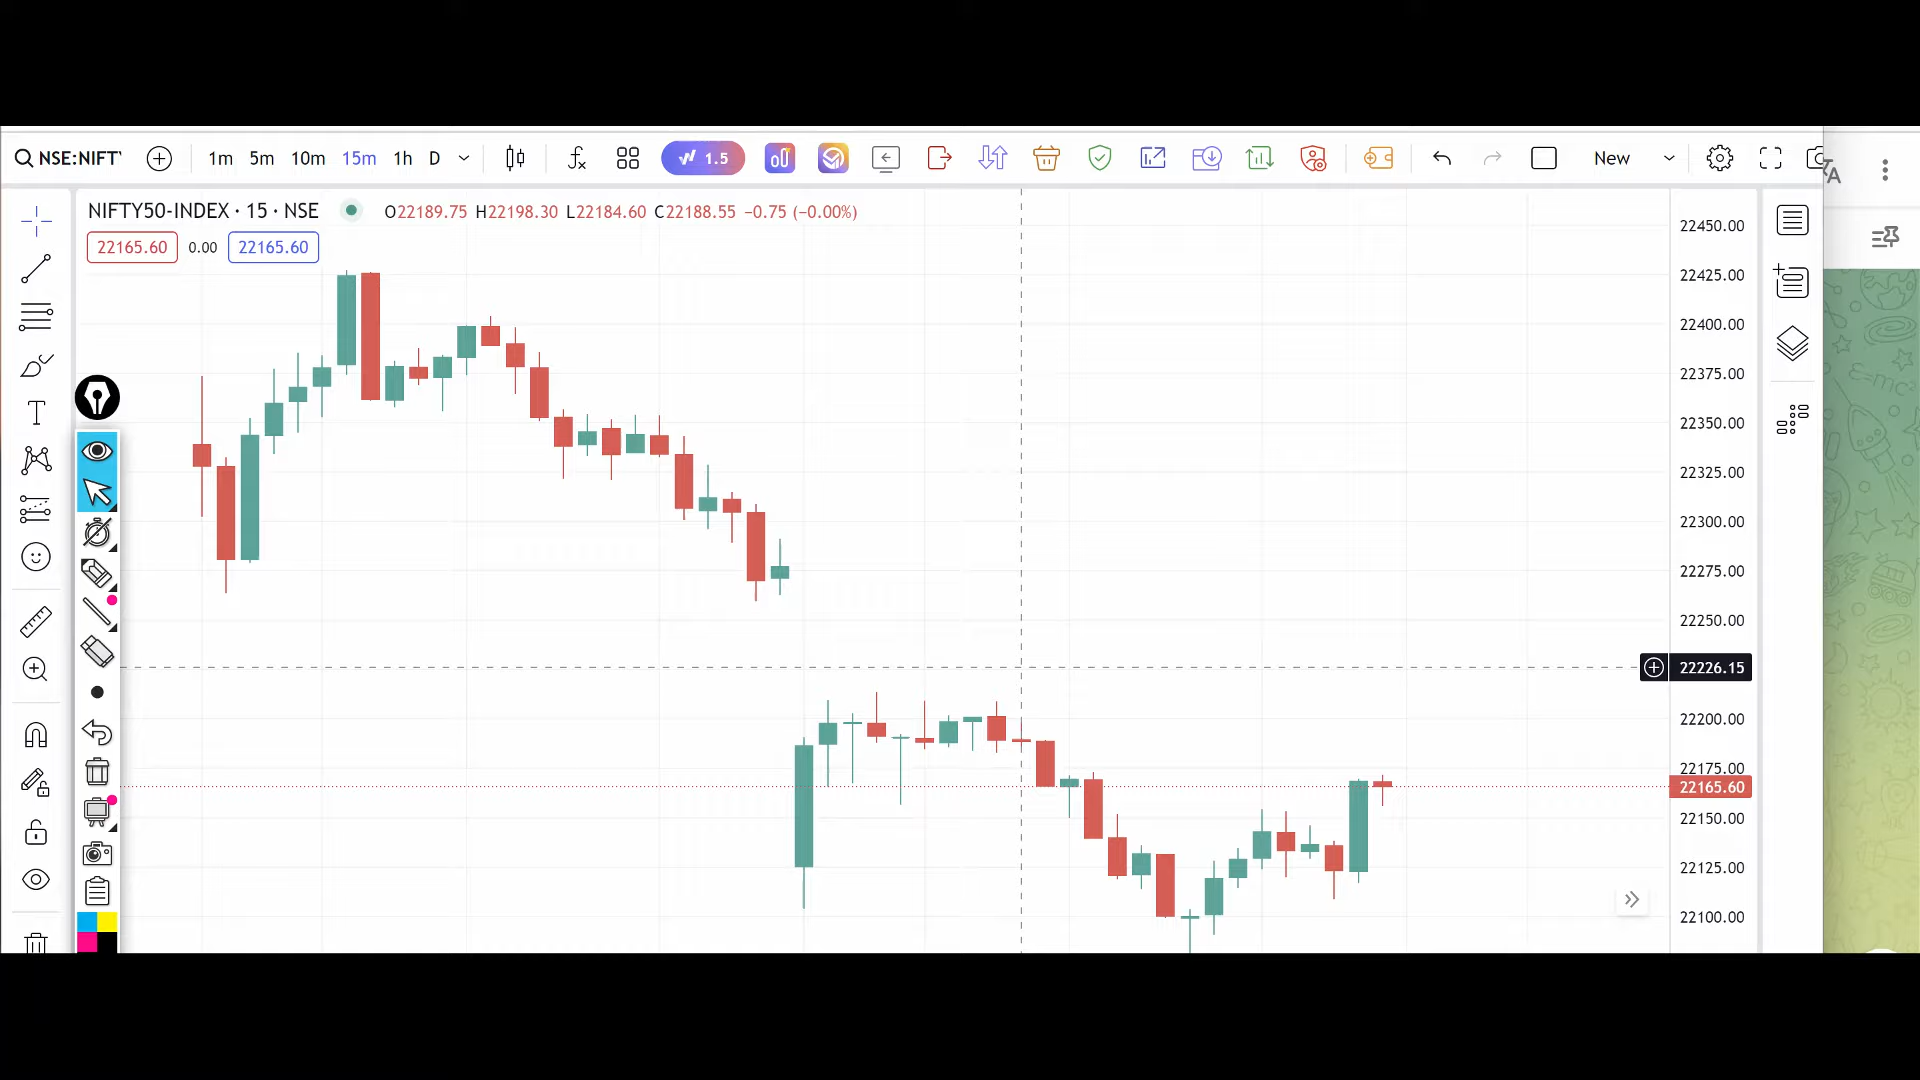 NSE:NIFT
1m 5m 10m 15m 1h D
1.5
New
NIFTY50-INDEX · 15 · NSE
O22189.75 H22198.30 L22184.60 C22188.55 −0.75 (−0.00%)
22165.60 0.00 22165.60
22450.00
22425.00
22400.00
22375.00
22350.00
22325.00
22300.00
22275.00
22250.00
22226.15
22200.00
22175.00
22165.60
22150.00
22125.00
22100.00